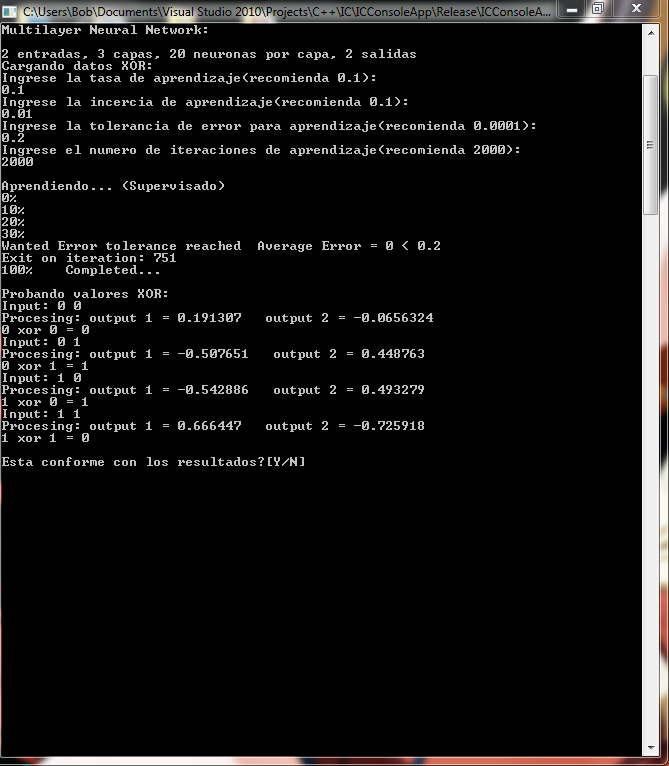 C:\Users\Bob\Documents\Visual Studio 2010\Projects\C++\IC\ICConsoleApp\Release\ICConsoleA...
Multilayer Neural Network:
2 entradas, 3 capas, 20 neuronas por capa, 2 salidas
Cargando datos XOR:
Ingrese la tasa de aprendizaje(recomienda 0.1):
0.1
Ingrese la incercia de aprendizaje(recomienda 0.1):
0.01
Ingrese la tolerancia de error para aprendizaje(recomienda 0.0001):
0.2
Ingrese el numero de iteraciones de aprendizaje(recomienda 2000):
2000
Aprendiendo... (Supervisado)
0%
10%
20%
30%
Wanted Error tolerance reached  Average Error = 0 < 0.2
Exit on iteration: 751
100%    Completed...
Probando valores XOR:
Input: 0 0
Procesing: output 1 = 0.191307   output 2 = -0.0656324
0 xor 0 = 0
Input: 0 1
Procesing: output 1 = -0.507651   output 2 = 0.448763
0 xor 1 = 1
Input: 1 0
Procesing: output 1 = -0.542886   output 2 = 0.493279
1 xor 0 = 1
Input: 1 1
Procesing: output 1 = 0.666447   output 2 = -0.725918
1 xor 1 = 0
Esta conforme con los resultados?[Y/N]